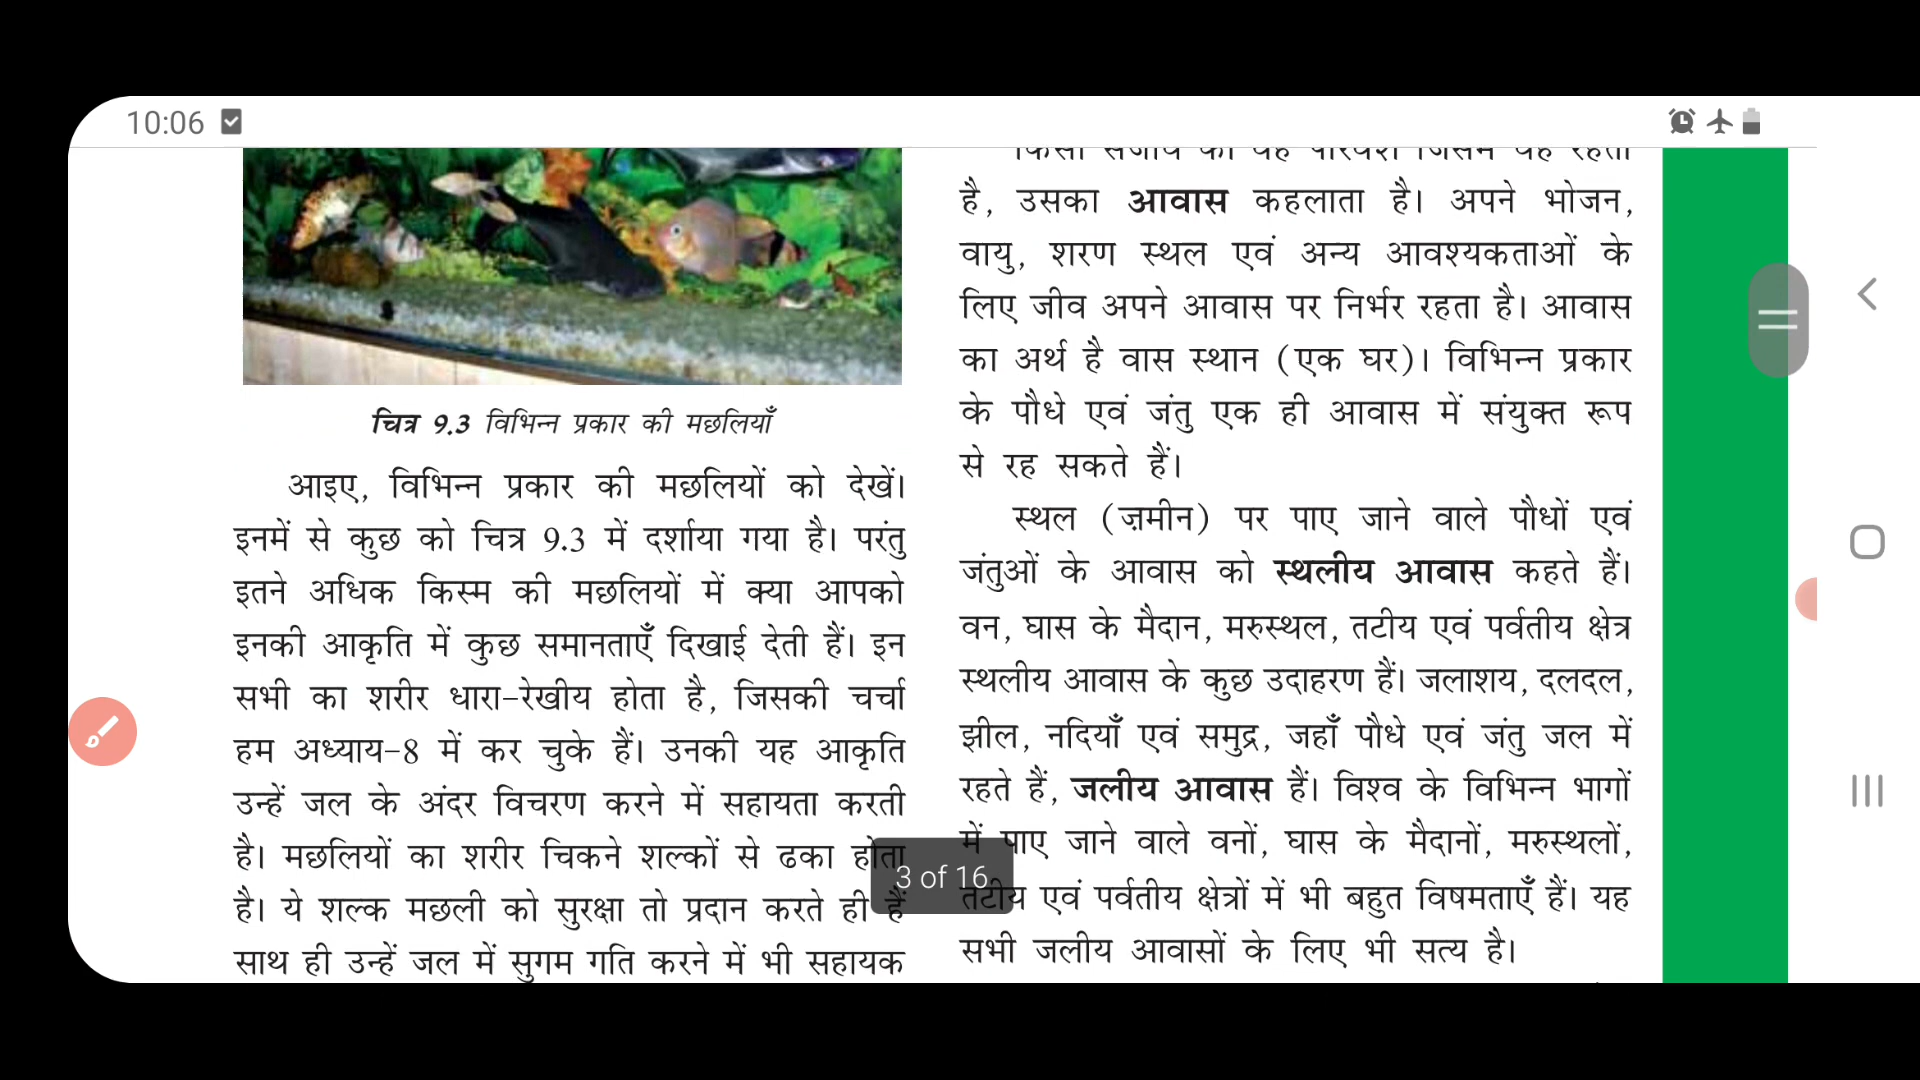 10:06
चित्र 9.3 विभिन्न प्रकार की मछलियाँ
आइए, विभिन्न प्रकार की मछलियों को देखें।
इनमें से कुछ को चित्र 9.3 में दर्शाया गया है। परंतु
इतने अधिक किस्म की मछलियों में क्या आपको
इनकी आकृति में कुछ समानताएँ दिखाई देती हैं। इन
सभी का शरीर धारा-रेखीय होता है, जिसकी चर्चा
हम अध्याय-8 में कर चुके हैं। उनकी यह आकृति
उन्हें जल के अंदर विचरण करने में सहायता करती
है। मछलियों का शरीर चिकने शल्कों से ढका होता
है। ये शल्क मछली को सुरक्षा तो प्रदान करते ही हैं
साथ ही उन्हें जल में सुगम गति करने में भी सहायक
किसी सजीव का वह परिवेश जिसमें वह रहता
है, उसका आवास कहलाता है। अपने भोजन,
वायु, शरण स्थल एवं अन्य आवश्यकताओं के
लिए जीव अपने आवास पर निर्भर रहता है। आवास
का अर्थ है वास स्थान (एक घर)। विभिन्न प्रकार
के पौधे एवं जंतु एक ही आवास में संयुक्त रूप
से रह सकते हैं।
स्थल (ज़मीन) पर पाए जाने वाले पौधों एवं
जंतुओं के आवास को स्थलीय आवास कहते हैं।
वन, घास के मैदान, मरुस्थल, तटीय एवं पर्वतीय क्षेत्र
स्थलीय आवास के कुछ उदाहरण हैं। जलाशय, दलदल,
झील, नदियाँ एवं समुद्र, जहाँ पौधे एवं जंतु जल में
रहते हैं, जलीय आवास हैं। विश्व के विभिन्न भागों
में पाए जाने वाले वनों, घास के मैदानों, मरुस्थलों,
तटीय एवं पर्वतीय क्षेत्रों में भी बहुत विषमताएँ हैं। यह
सभी जलीय आवासों के लिए भी सत्य है।
3 of 16